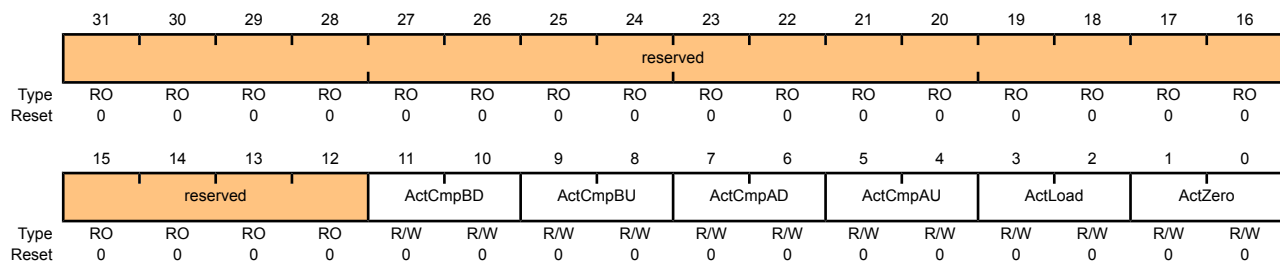 31 30 29 28 27 26 25 24 23 22 21 20 19 18 17 16
reserved
Type RO RO RO RO RO RO RO RO RO RO RO RO RO RO RO RO
Reset 0 0 0 0 0 0 0 0 0 0 0 0 0 0 0 0
15 14 13 12 11 10 9 8 7 6 5 4 3 2 1 0
reserved ActCmpBD ActCmpBU ActCmpAD ActCmpAU ActLoad ActZero
Type RO RO RO RO R/W R/W R/W R/W R/W R/W R/W R/W R/W R/W R/W R/W
Reset 0 0 0 0 0 0 0 0 0 0 0 0 0 0 0 0